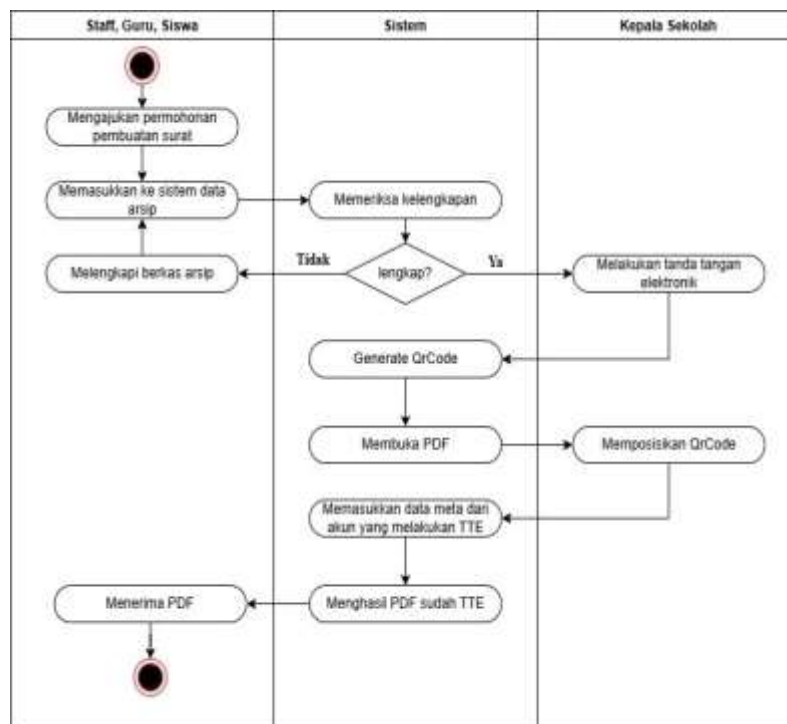 Staff, Guru, Siswa
Sistem
Kepala Sekolah
Mengajukan permohonan
pembuatan surat
Memasukkan ke sistem data
arsip
Memeriksa kelengkapan
Melengkapi berkas arsip
Tidak
lengkap?
Ya
Melakukan tanda tangan
elektronik
Generate QrCode
Membuka PDF
Memposisikan QrCode
Memasukkan data meta dari
akun yang melakukan TTE
Menerima PDF
Menghasil PDF sudah TTE